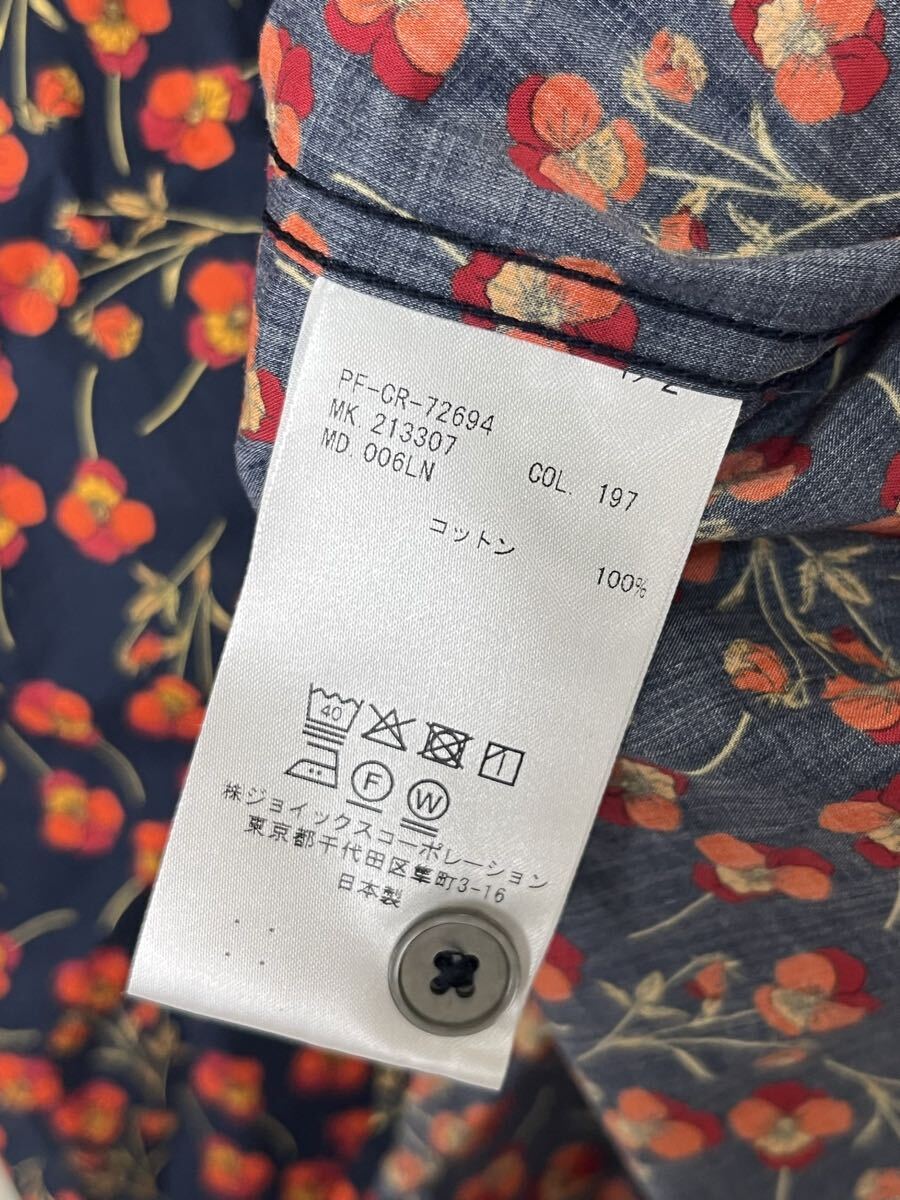 PF-CR-72694
MK. 213307
MD. 006LN
COL. 197
コットン
100%
40
F
W
株ジョイックスコーポレーション
東京都千代田区隼町3-16
日本製